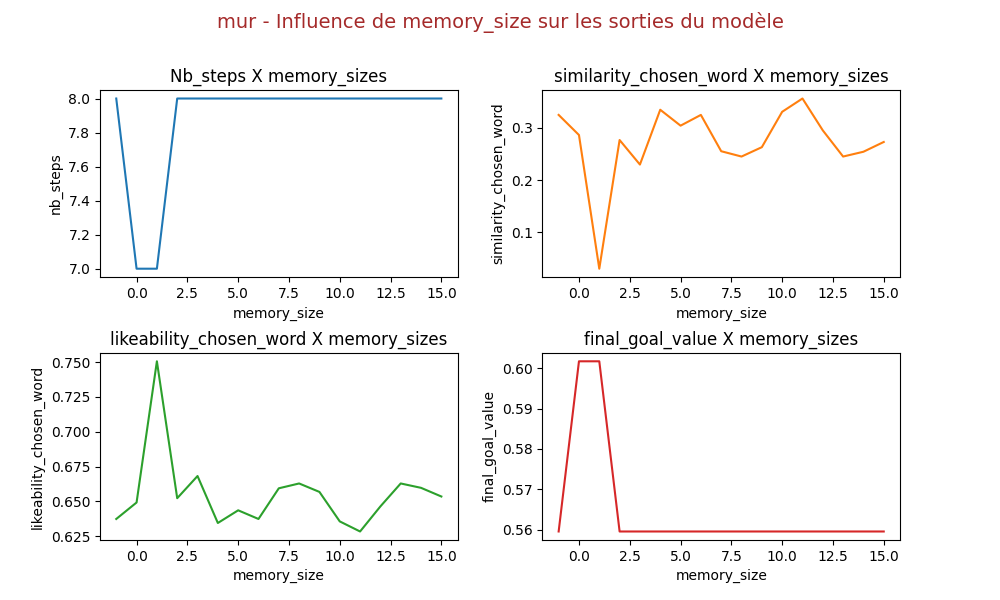 mur - Influence de memory_size sur les sorties du modèle
Nb_steps X memory_sizes
nb_steps
8.0
7.8
7.6
7.4
7.2
7.0
0.0 2.5 5.0 7.5 10.0 12.5 15.0
memory_size
similarity_chosen_word X memory_sizes
similarity_chosen_word
0.3
0.2
0.1
0.0 2.5 5.0 7.5 10.0 12.5 15.0
memory_size
likeability_chosen_word X memory_sizes
likeability_chosen_word
0.750
0.725
0.700
0.675
0.650
0.625
0.0 2.5 5.0 7.5 10.0 12.5 15.0
memory_size
final_goal_value X memory_sizes
final_goal_value
0.60
0.59
0.58
0.57
0.56
0.0 2.5 5.0 7.5 10.0 12.5 15.0
memory_size